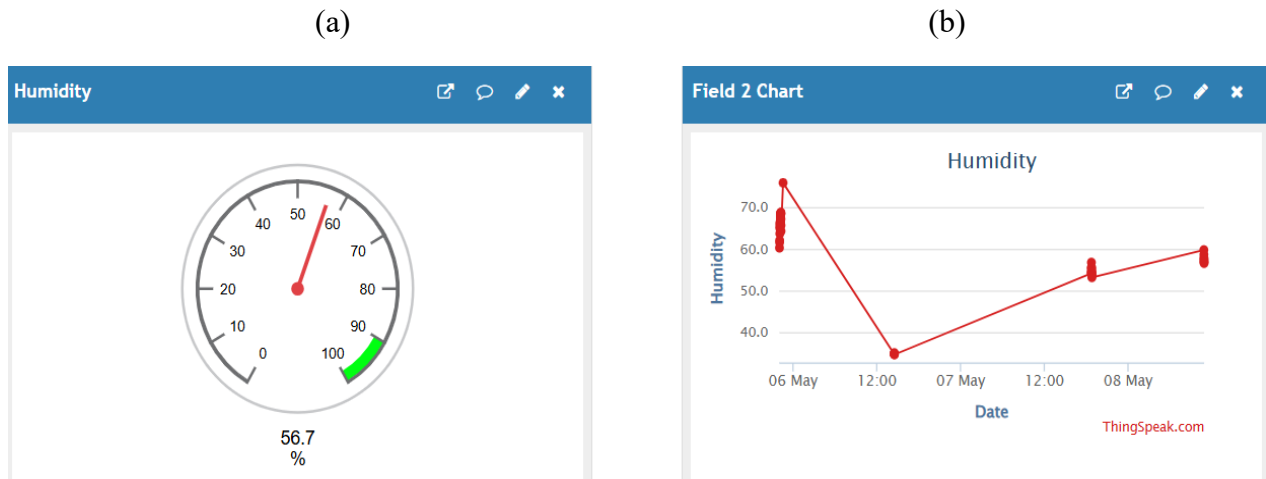 (a)
(b)
Humidity
50
40
60
30
70
20
80
10
90
0
100
56.7
%
Field 2 Chart
Humidity
70.0
60.0
50.0
40.0
Humidity
06 May
12:00
07 May
12:00
08 May
Date
ThingSpeak.com